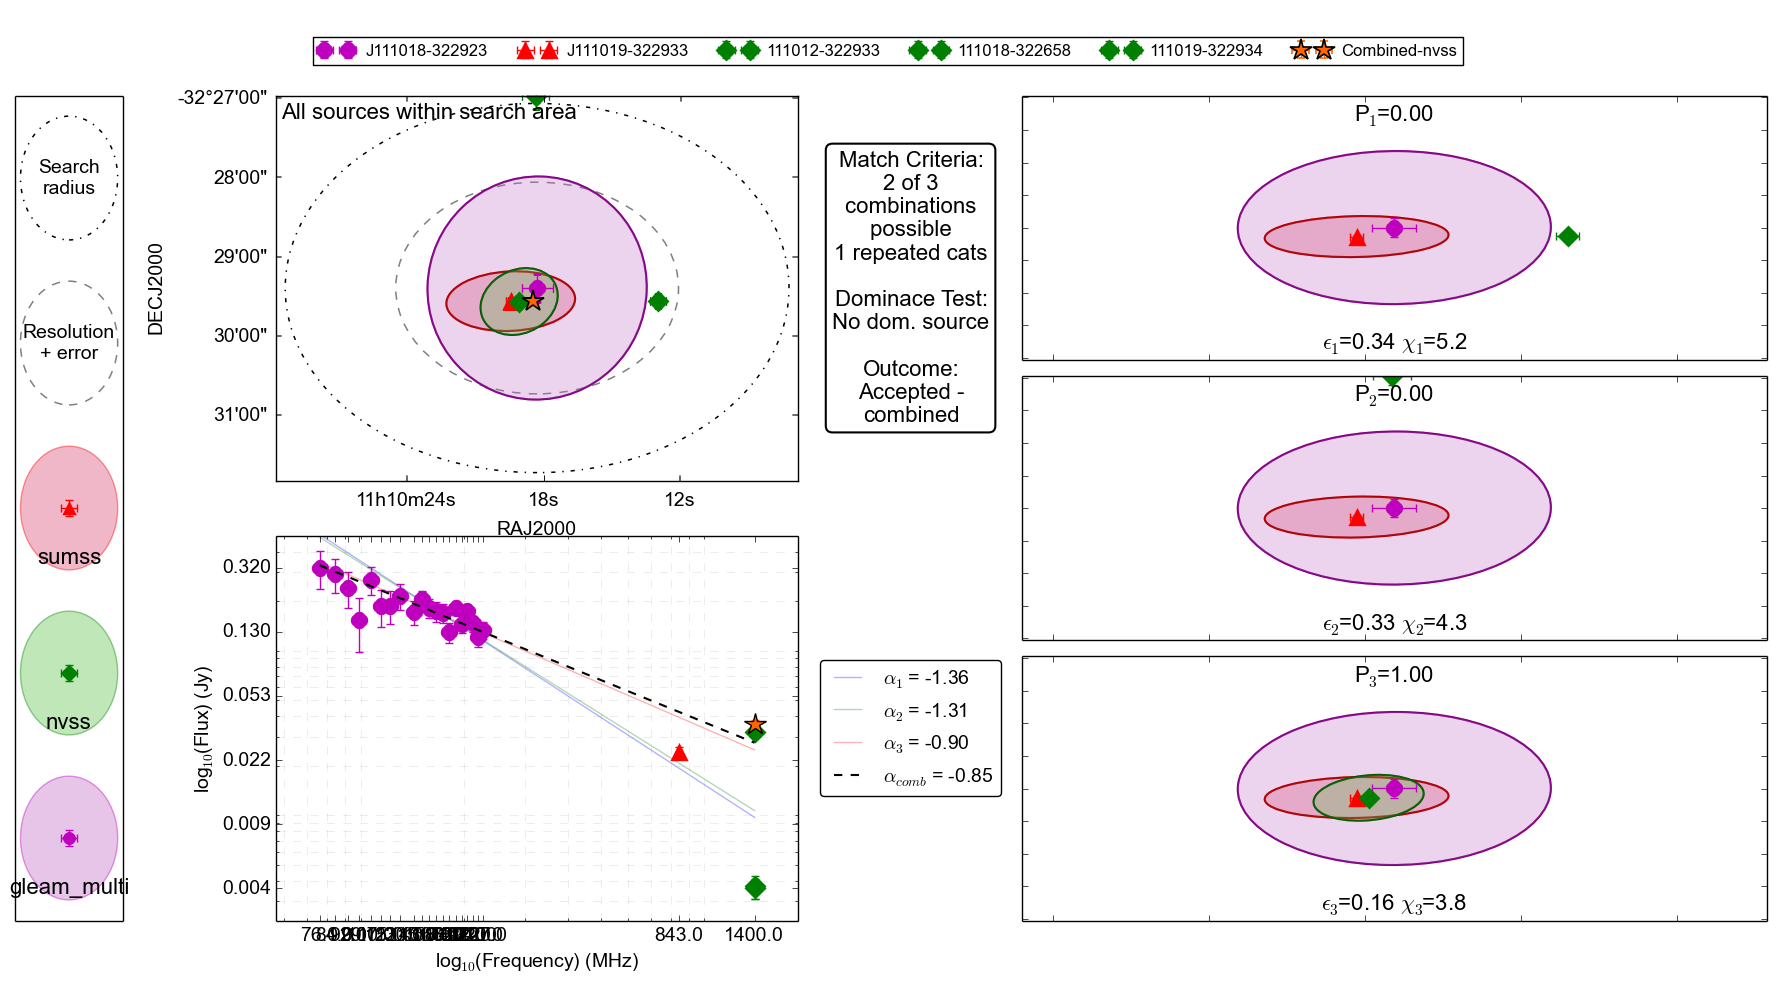 J111018-322923 J111019-322933 111012-322933 111018-322658 111019-322934 Combined-nvss
Search
radius
Resolution
+ error
sumss
nvss
gleam_multi
All sources within search area
-32°27'00"
28'00"
29'00"
30'00"
31'00"
DECJ2000
11h10m24s 18s 12s
RAJ2000
Match Criteria:
2 of 3
combinations
possible
1 repeated cats
Dominace Test:
No dom. source
Outcome:
Accepted -
combined
P1=0.00
ϵ1=0.34 χ1=5.2
P2=0.00
ϵ2=0.33 χ2=4.3
P3=1.00
ϵ3=0.16 χ3=3.8
0.320
0.130
0.053
0.022
0.009
0.004
log10(Flux) (Jy)
843.0 1400.0
log10(Frequency) (MHz)
α1 = -1.36
α2 = -1.31
α3 = -0.90
αcomb = -0.85